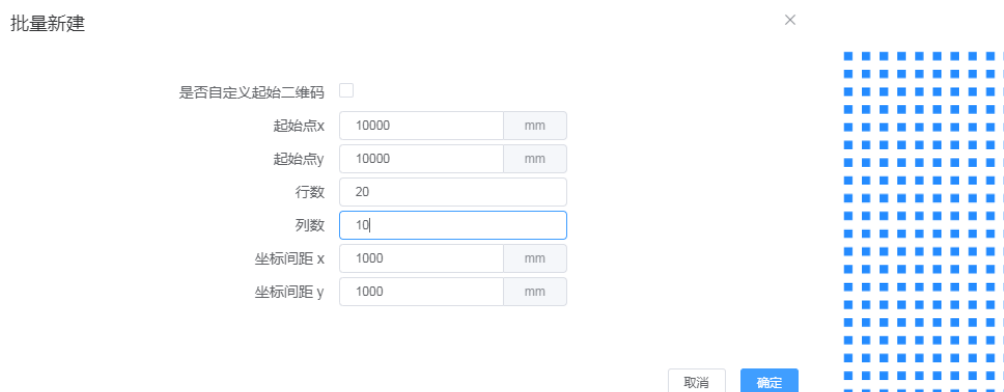 批量新建
是否自定义起始二维码
起始点x 10000 mm
起始点y 10000 mm
行数 20
列数 10
坐标间距 x 1000 mm
坐标间距 y 1000 mm
取消 确定